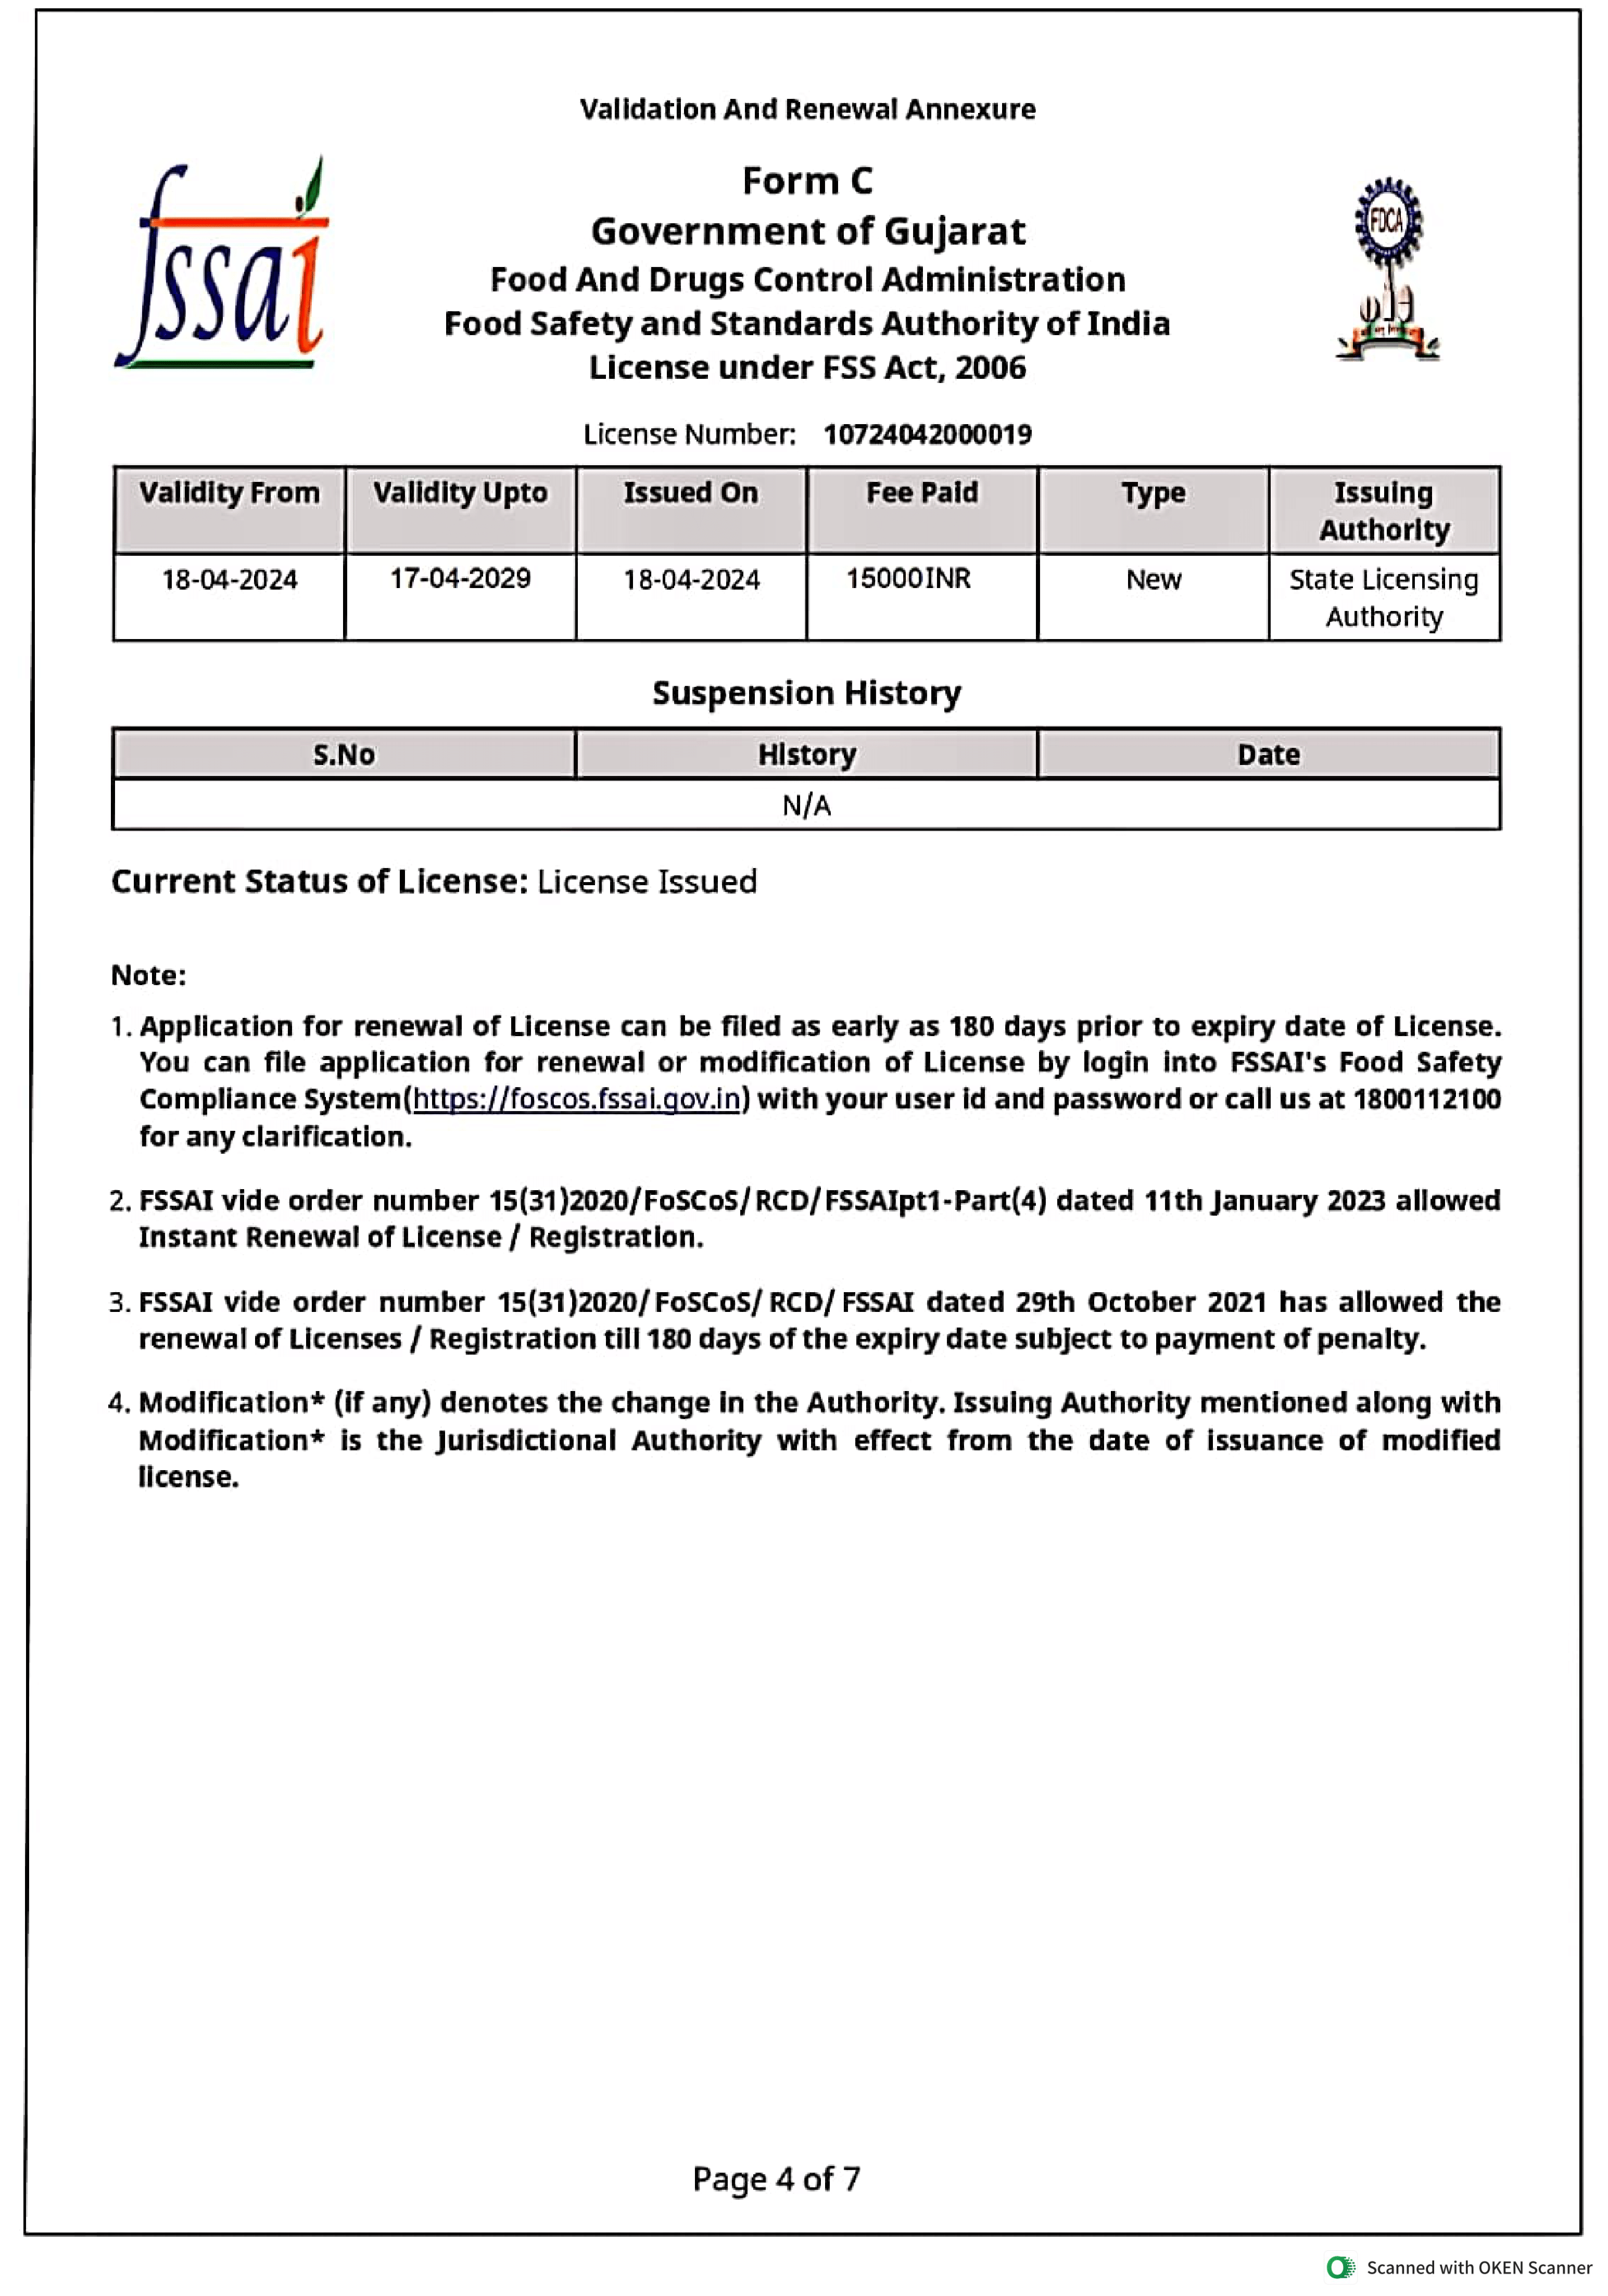 Validation And Renewal Annexure
fssai
Form C
FDCA
Government of Gujarat
Food And Drugs Control Administration
Food Safety and Standards Authority of India
License under FSS Act, 2006
License Number: 10724042000019
Validity From Validity Upto Issued On Fee Paid Type Issuing
Authority
18-04-2024 17-04-2029 18-04-2024 15000INR New State Licensing
Authority
Suspension History
S.No History Date
N/A
Current Status of License: License Issued
Note:
1. Application for renewal of License can be filed as early as 180 days prior to expiry date of License.
You can file application for renewal or modification of License by login into FSSAI's Food Safety
Compliance System(https://foscos.fssai.gov.in) with your user id and password or call us at 1800112100
for any clarification.
2. FSSAI vide order number 15(31)2020/FoSCoS/RCD/FSSAIpt1-Part(4) dated 11th January 2023 allowed
Instant Renewal of License / Registration.
3. FSSAI vide order number 15(31)2020/FoSCoS/RCD/FSSAI dated 29th October 2021 has allowed the
renewal of Licenses / Registration till 180 days of the expiry date subject to payment of penalty.
4. Modification* (if any) denotes the change in the Authority. Issuing Authority mentioned along with
Modification* is the Jurisdictional Authority with effect from the date of issuance of modified
license.
Page 4 of 7
Scanned with OKEN Scanner